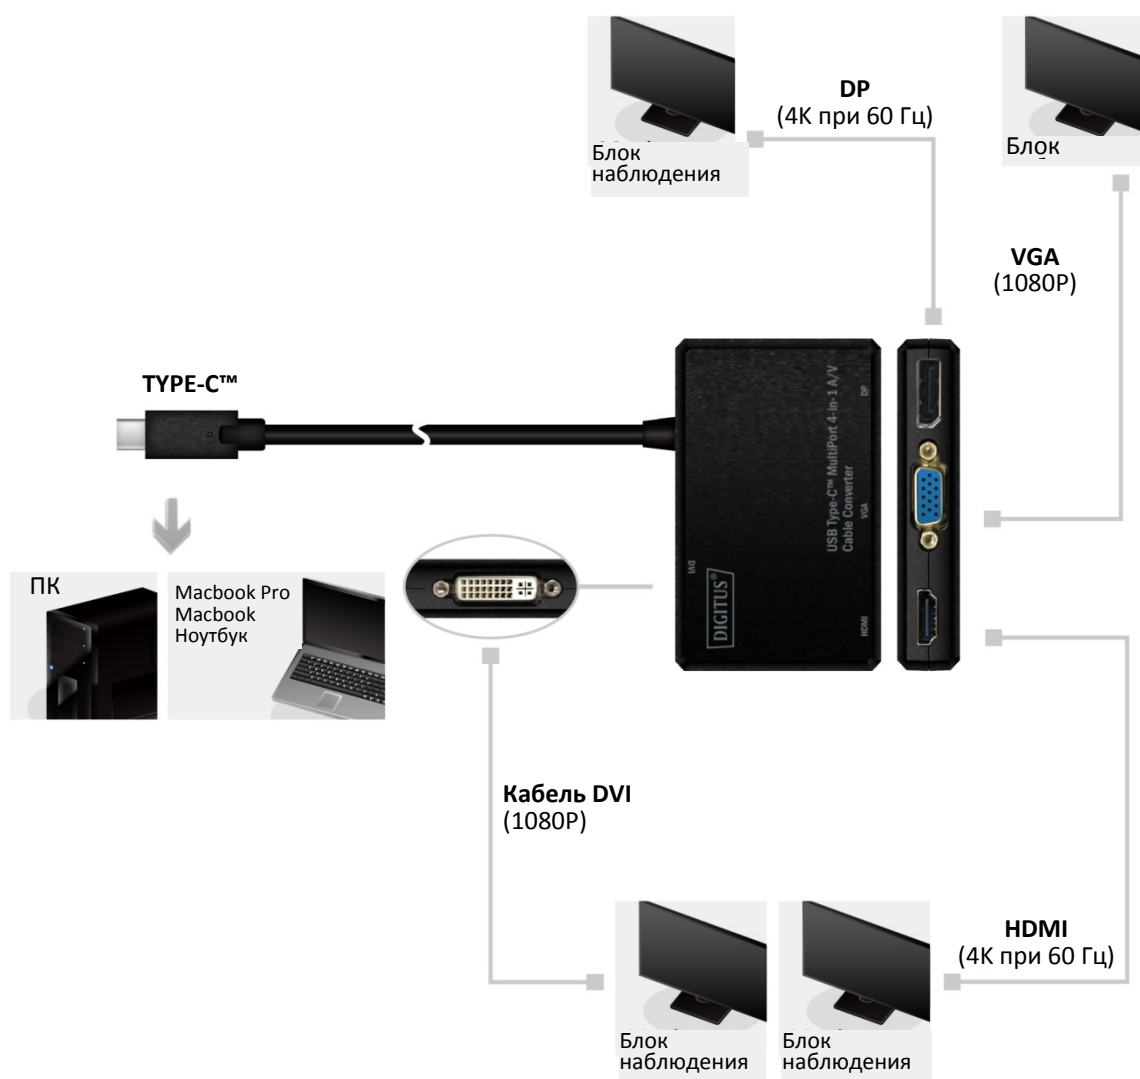 DP
(4K при 60 Гц)
Блок
наблюдения
Блок
VGA
(1080P)
TYPE-C™
DP
USB Type-C™ MultiPort 4-in-1 A/V
Cable Converter
VGA
DVI
DIGITUS®
HDMI
ПК
Macbook Pro
Macbook
Ноутбук
Кабель DVI
(1080P)
HDMI
(4K при 60 Гц)
Блок
наблюдения
Блок
наблюдения